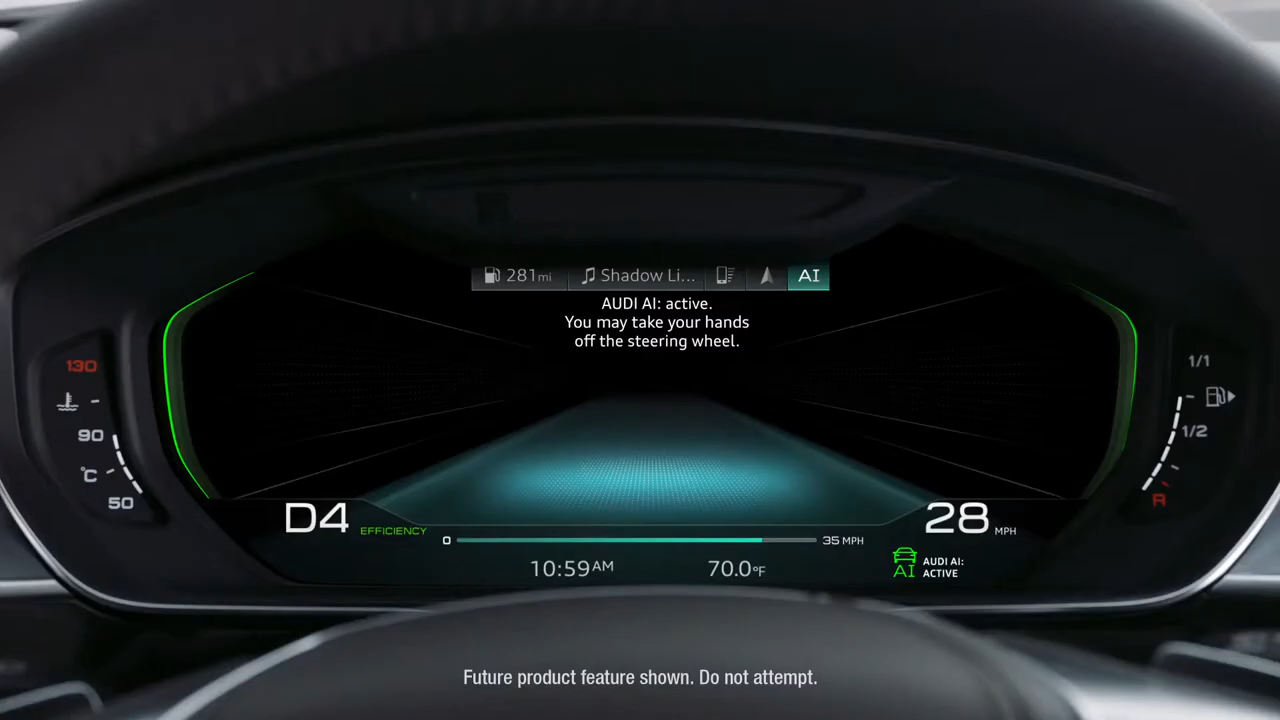 281mi
Shadow Li...
AI
AUDI AI: active.
You may take your hands
off the steering wheel.
130
90
°C
50
1/1
1/2
R
D4
EFFICIENCY
0
35 MPH
28 MPH
10:59AM
70.0°F
AI
AUDI AI:
ACTIVE
Future product feature shown. Do not attempt.